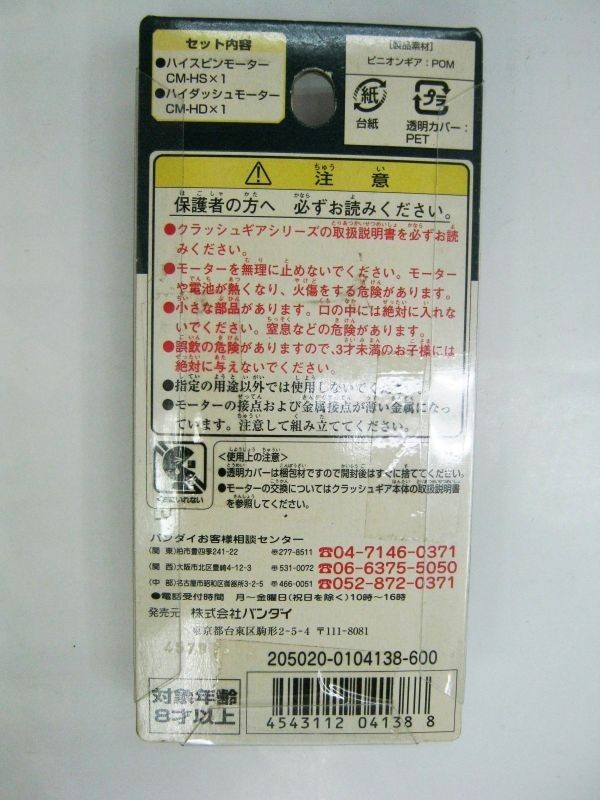 セット内容
●ハイスピンモーター
CM-HS×1
●ハイダッシュモーター
CM-HD×1
[製品素材]
ピニオンギア：POM
紙
台紙
プラ
透明カバー：
PET
注意
保護者の方へ 必ずお読みください。
●クラッシュギアシリーズの取扱説明書を必ずお読
みください。
●モーターを無理に止めないでください。モーター
や電池が熱くなり、火傷をする危険があります。
●小さな部品があります。口の中には絶対に入れ
ないでください。窒息などの危険があります。
●誤飲の危険がありますので、3才未満のお子様には
絶対に与えないでください。
●指定の用途以外では使用しないでください。
●モーターの接点および金属接点が薄い金属になっ
ています。注意して組み立ててください。
＜使用上の注意＞
●透明カバーは梱包材ですので開封後はすぐに捨ててください。
●モーターの交換についてはクラッシュギア本体の取扱説明書
を参照してください。
口にいれない
バンダイお客様相談センター
(関 東)柏市豊四季241-22 〒277-8511 ☎04-7146-0371
(関 西)大阪市北区豊崎4-12-3 〒531-0072 ☎06-6375-5050
(中 部)名古屋市昭和区御器所3-2-5 〒466-0051 ☎052-872-0371
●電話受付時間 月～金曜日(祝日を除く)10時～16時
発売元 株式会社バンダイ
東京都台東区駒形2-5-4 〒111-8081
205020-0104138-600
対象年齢
8才以上
4543112 04138 8